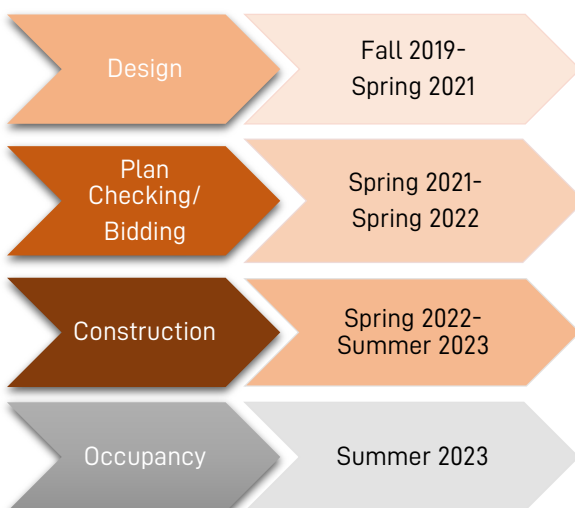 Design
Fall 2019-
Spring 2021
Plan
Checking/
Bidding
Spring 2021-
Spring 2022
Construction
Spring 2022-
Summer 2023
Occupancy
Summer 2023